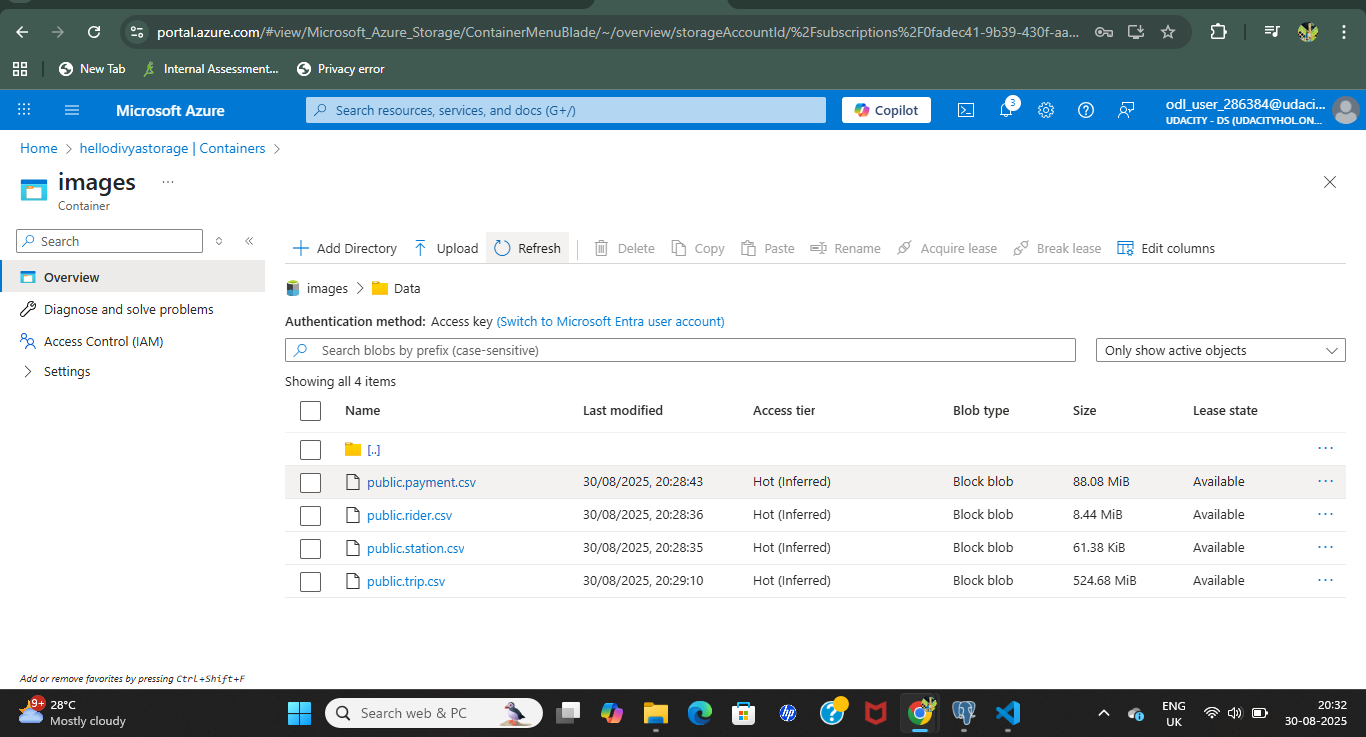 portal.azure.com/#view/Microsoft_Azure_Storage/ContainerMenuBlade/~/overview/storageAccountId/%2Fsubscriptions%2F0fadec41-9b39-430f-aa...
New Tab
Internal Assessment...
Privacy error
Microsoft Azure
Search resources, services, and docs (G+/)
Copilot
3
odl_user_286384@udaci...
UDACITY - DS (UDACITYHOL.ON...
Home > hellodivyastorage | Containers >
images ...
Container
Search
Add Directory Upload Refresh Delete Copy Paste Rename Acquire lease Break lease Edit columns
Overview
Diagnose and solve problems
Access Control (IAM)
Settings
images > Data
Authentication method: Access key (Switch to Microsoft Entra user account)
Search blobs by prefix (case-sensitive)
Only show active objects
Showing all 4 items
Name Last modified Access tier Blob type Size Lease state
[..] ...
public.payment.csv 30/08/2025, 20:28:43 Hot (Inferred) Block blob 88.08 MiB Available ...
public.rider.csv 30/08/2025, 20:28:36 Hot (Inferred) Block blob 8.44 MiB Available ...
public.station.csv 30/08/2025, 20:28:35 Hot (Inferred) Block blob 61.38 KiB Available ...
public.trip.csv 30/08/2025, 20:29:10 Hot (Inferred) Block blob 524.68 MiB Available ...
Add or remove favorites by pressing Ctrl+Shift+F
9+
28°C
Mostly cloudy
Search web & PC
hp
ENG
UK
20:32
30-08-2025